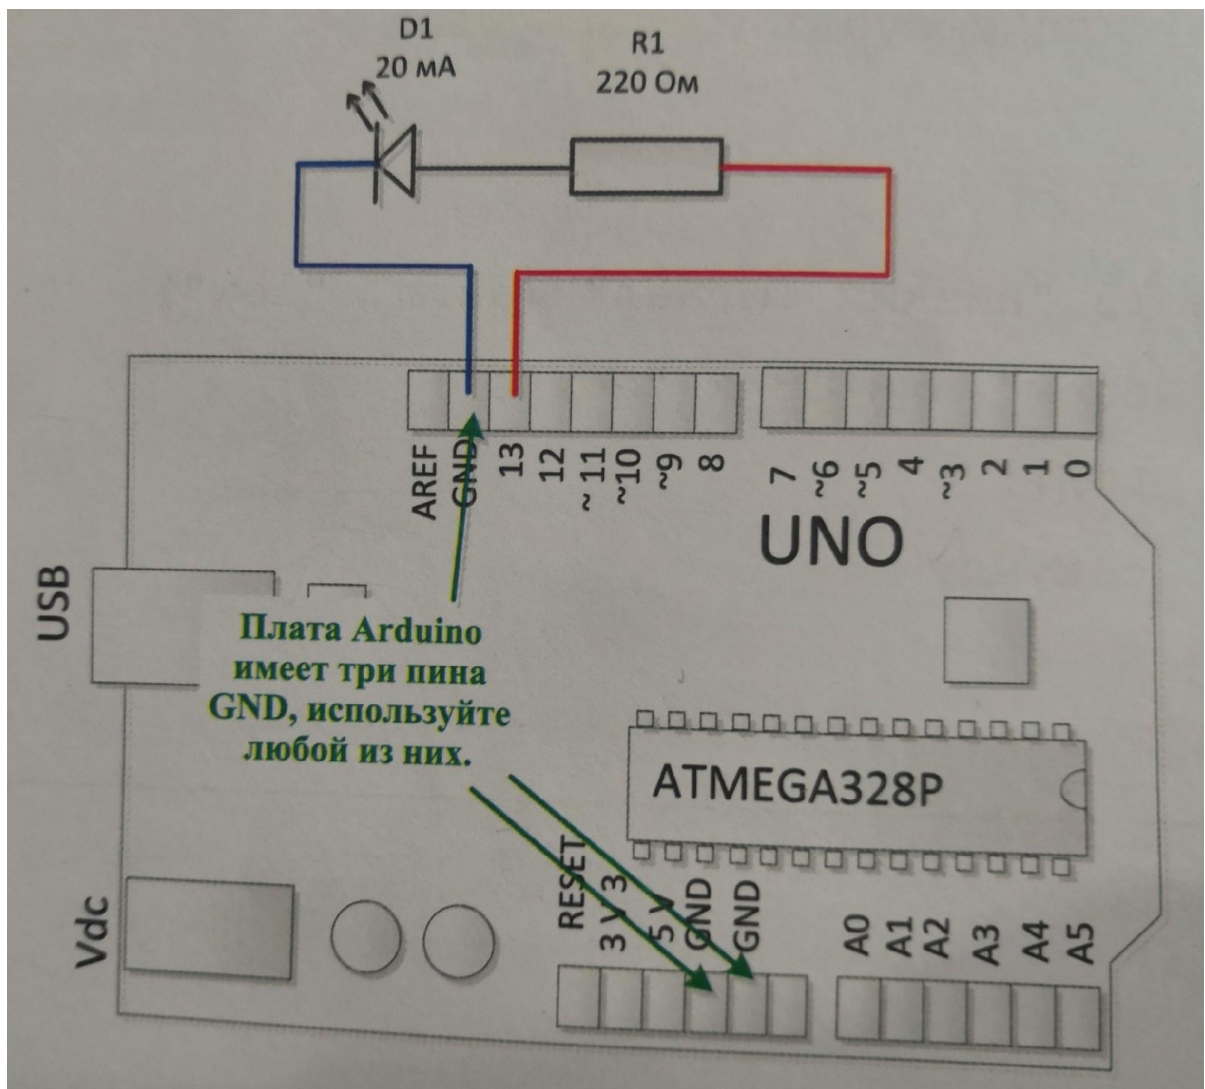 D1
20 мА
R1
220 Ом
AREF
GND
13
12
~11
~10
~9
8
7
~6
~5
4
~3
2
1
0
UNO
USB
Плата Arduino
имеет три пина
GND, используйте
любой из них.
ATMEGA328P
Vdc
RESET
3 V 3
5 V
GND
GND
A0
A1
A2
A3
A4
A5